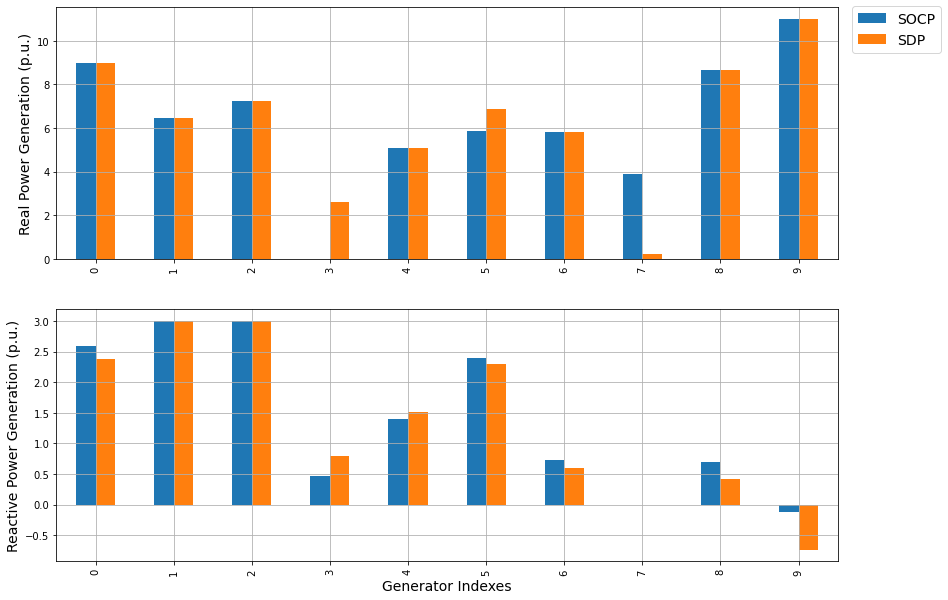 SOCP
SDP
Real Power Generation (p.u.)
10
8
6
4
2
0
0 1 2 3 4 5 6 7 8 9
Reactive Power Generation (p.u.)
3.0
2.5
2.0
1.5
1.0
0.5
0.0
−0.5
0 1 2 3 4 5 6 7 8 9
Generator Indexes